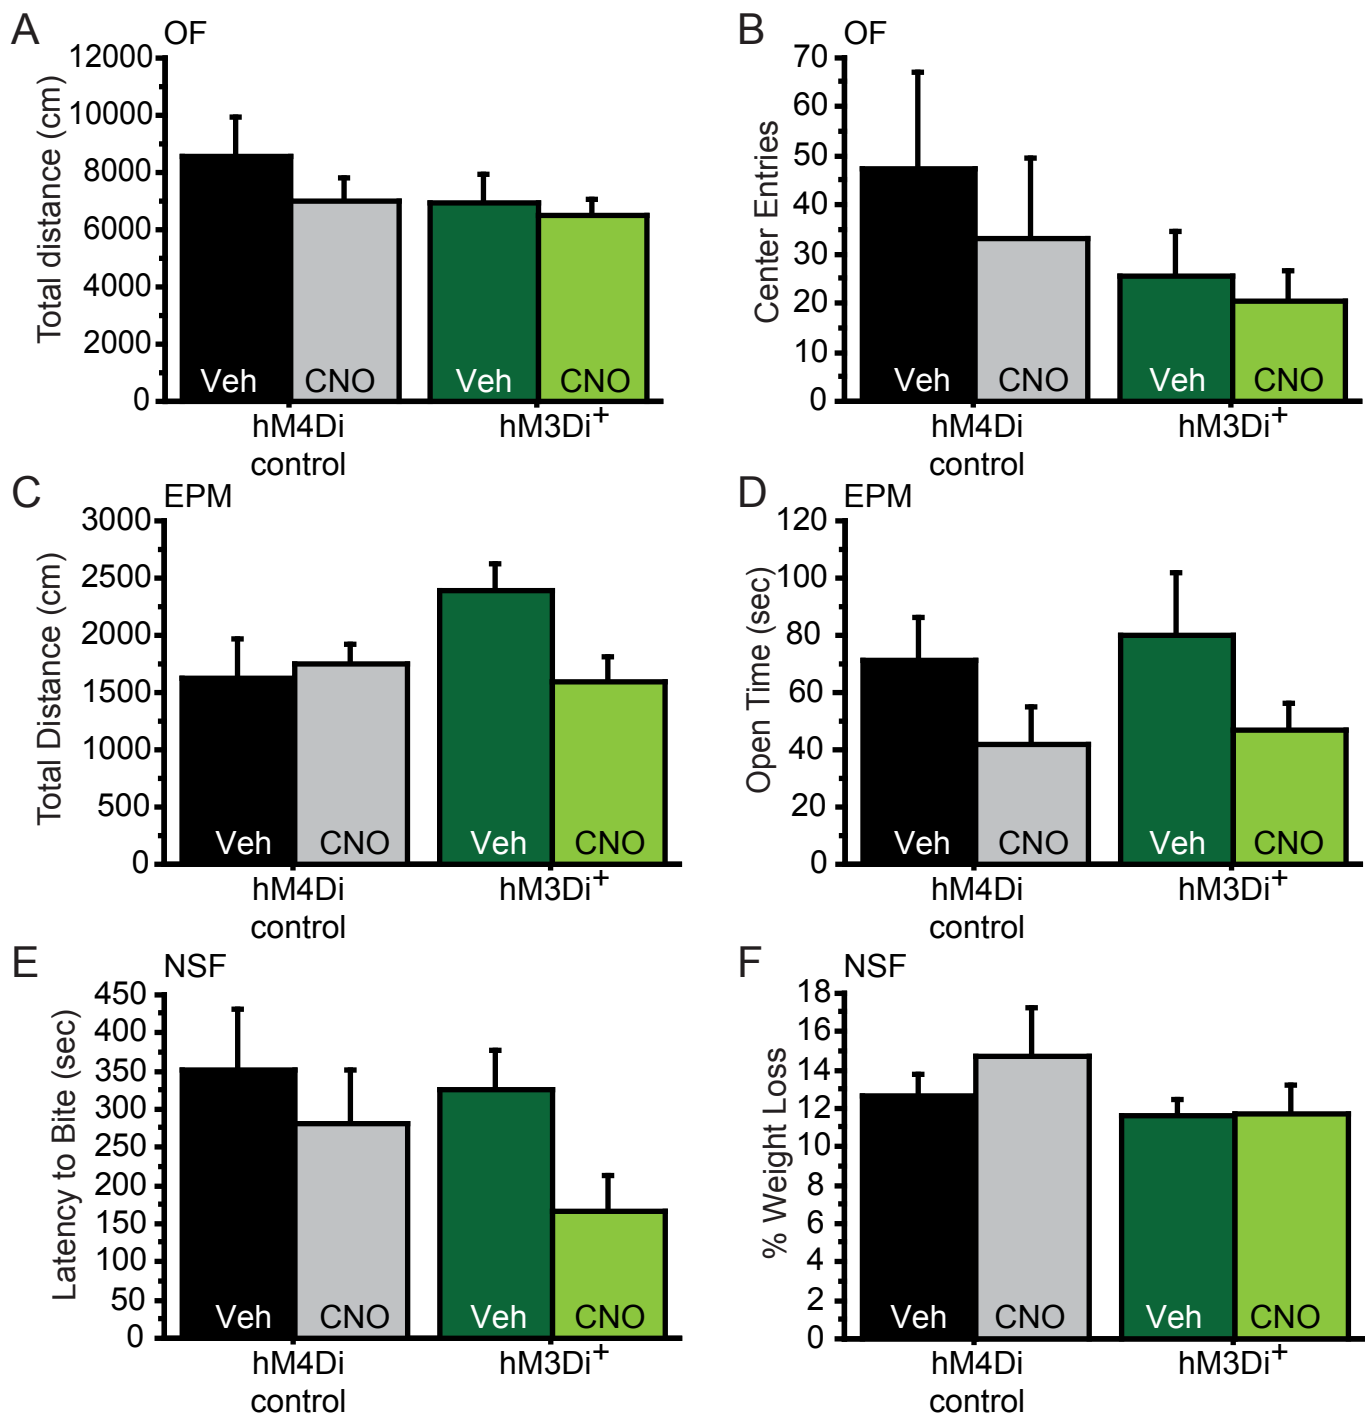 A
OF
Total distance (cm)
12000
10000
8000
6000
4000
2000
0
Veh
CNO
Veh
CNO
hM4Di
control
hM3Di+
B
OF
Center Entries
70
60
50
40
30
20
10
0
Veh
CNO
Veh
CNO
hM4Di
control
hM3Di+
C
EPM
Total Distance (cm)
3000
2500
2000
1500
1000
500
0
Veh
CNO
Veh
CNO
hM4Di
control
hM3Di+
D
EPM
Open Time (sec)
120
100
80
60
40
20
0
Veh
CNO
Veh
CNO
hM4Di
control
hM3Di+
E
NSF
Latency to Bite (sec)
450
400
350
300
250
200
150
100
50
0
Veh
CNO
Veh
CNO
hM4Di
control
hM3Di+
F
NSF
% Weight Loss
18
16
14
12
10
8
6
4
2
0
Veh
CNO
Veh
CNO
hM4Di
control
hM3Di+